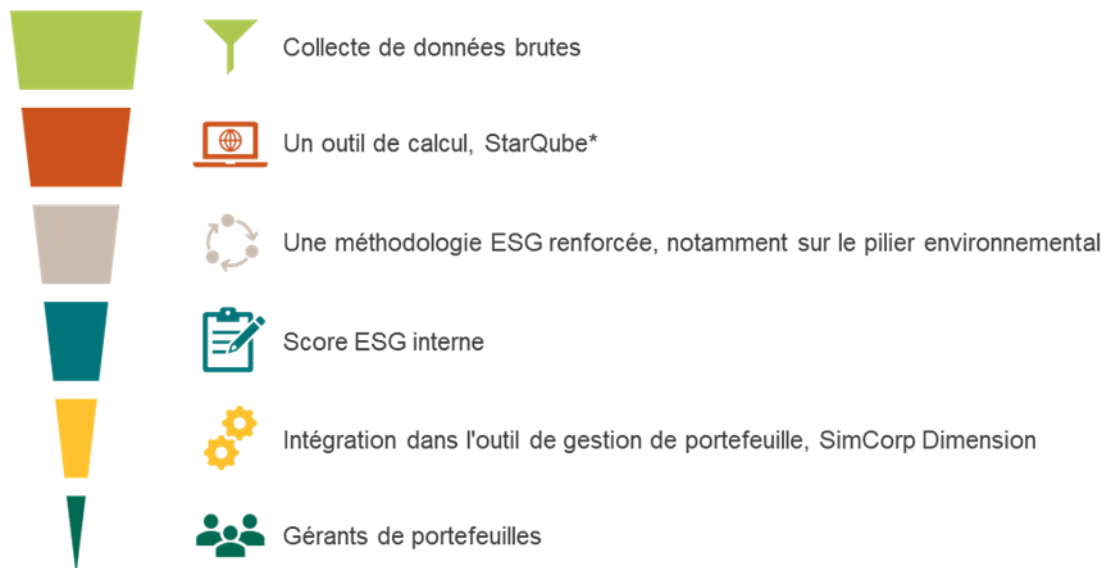 Collecte de données brutes
Un outil de calcul, StarQube*
Une méthodologie ESG renforcée, notamment sur le pilier environnemental
Score ESG interne
Intégration dans l'outil de gestion de portefeuille, SimCorp Dimension
Gérants de portefeuilles